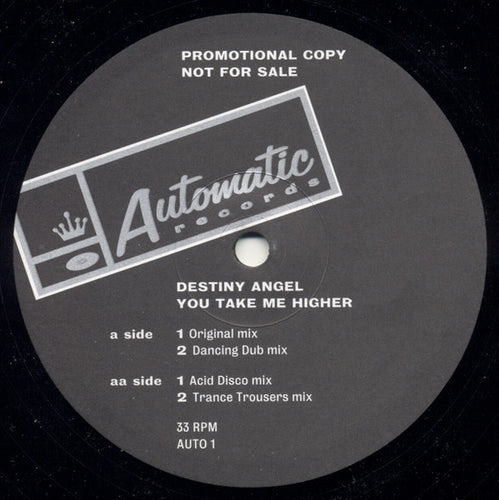 PROMOTIONAL COPY
NOT FOR SALE
Automatic
records
DESTINY ANGEL
YOU TAKE ME HIGHER
a side 1 Original mix
2 Dancing Dub mix
aa side 1 Acid Disco mix
2 Trance Trousers mix
33 RPM
AUTO 1